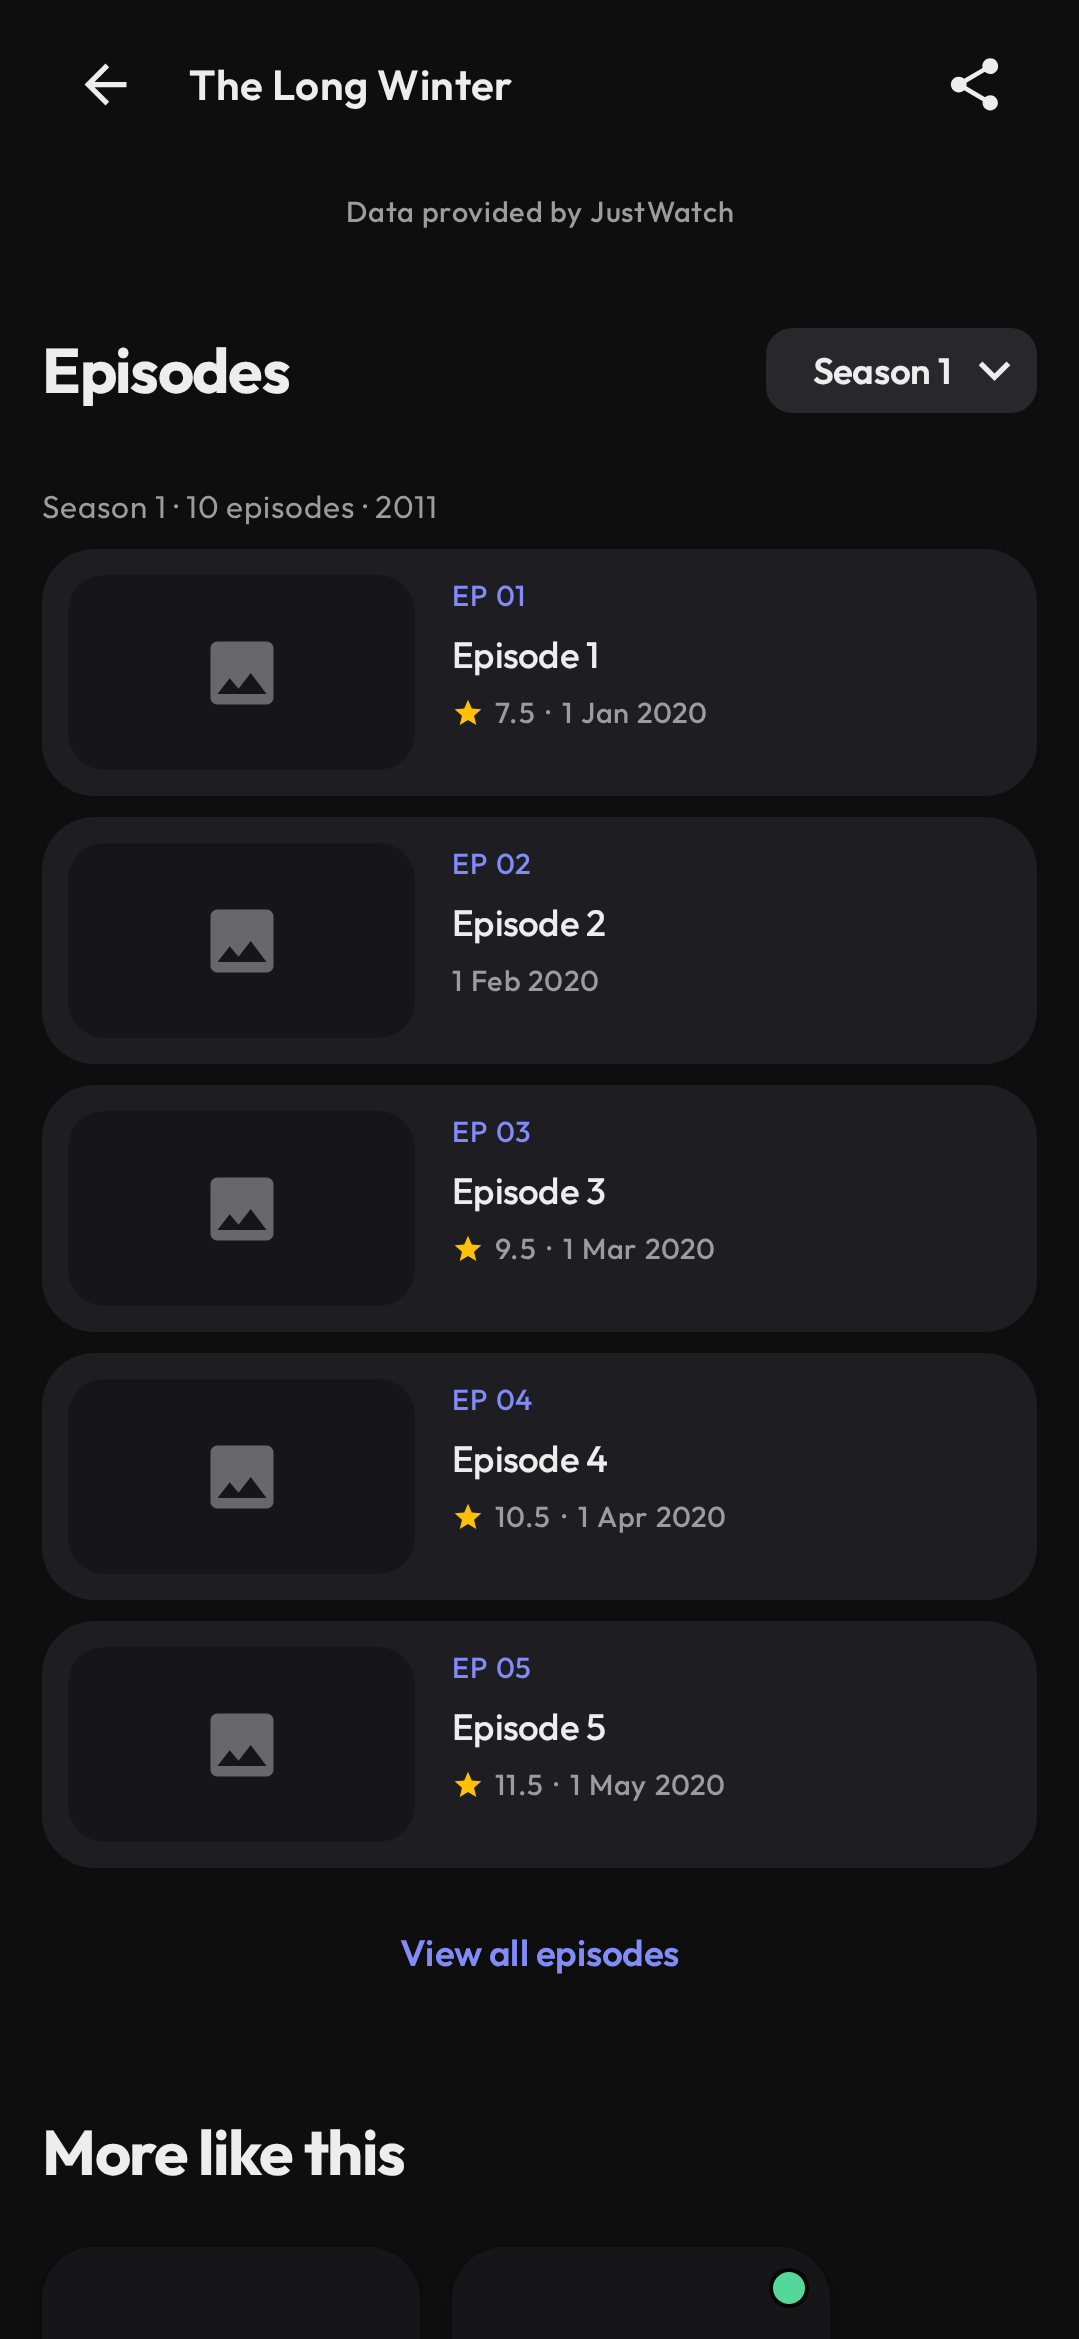 The Long Winter
Data provided by JustWatch
Episodes
Season 1
Season 1 · 10 episodes · 2011
EP 01
Episode 1
7.5 · 1 Jan 2020
EP 02
Episode 2
1 Feb 2020
EP 03
Episode 3
9.5 · 1 Mar 2020
EP 04
Episode 4
10.5 · 1 Apr 2020
EP 05
Episode 5
11.5 · 1 May 2020
View all episodes
More like this